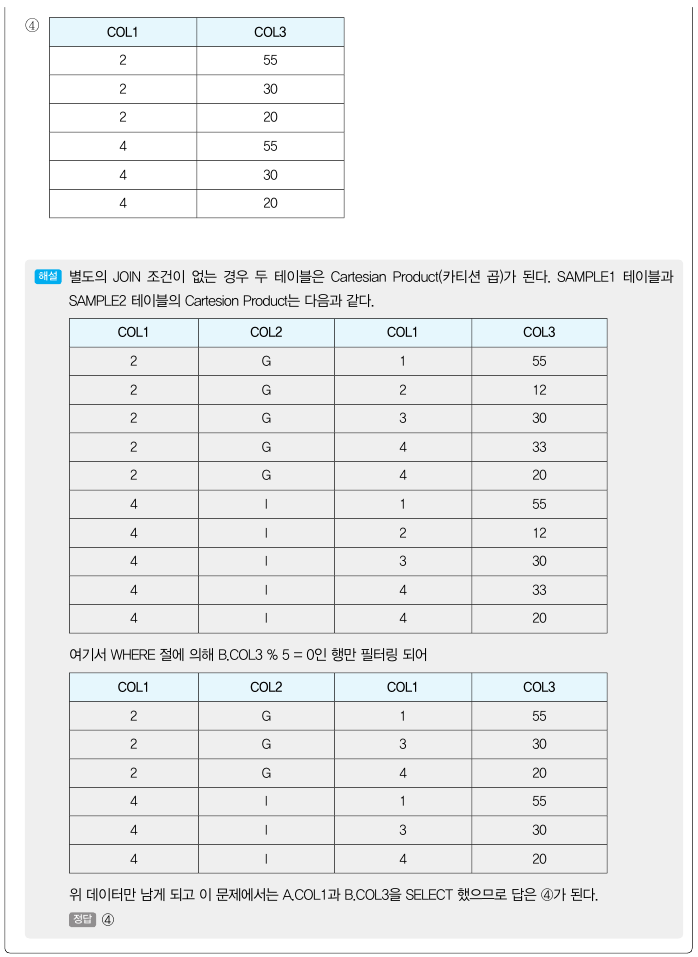 ④
COL1 COL3
2 55
2 30
2 20
4 55
4 30
4 20
해설 별도의 JOIN 조건이 없는 경우 두 테이블은 Cartesian Product(카티션 곱)가 된다. SAMPLE1 테이블과
SAMPLE2 테이블의 Cartesion Product는 다음과 같다.
COL1 COL2 COL1 COL3
2 G 1 55
2 G 2 12
2 G 3 30
2 G 4 33
2 G 4 20
4 I 1 55
4 I 2 12
4 I 3 30
4 I 4 33
4 I 4 20
여기서 WHERE 절에 의해 B.COL3 % 5 = 0인 행만 필터링 되어
COL1 COL2 COL1 COL3
2 G 1 55
2 G 3 30
2 G 4 20
4 I 1 55
4 I 3 30
4 I 4 20
위 데이터만 남게 되고 이 문제에서는 A.COL1과 B.COL3을 SELECT 했으므로 답은 ④가 된다.
정답 ④